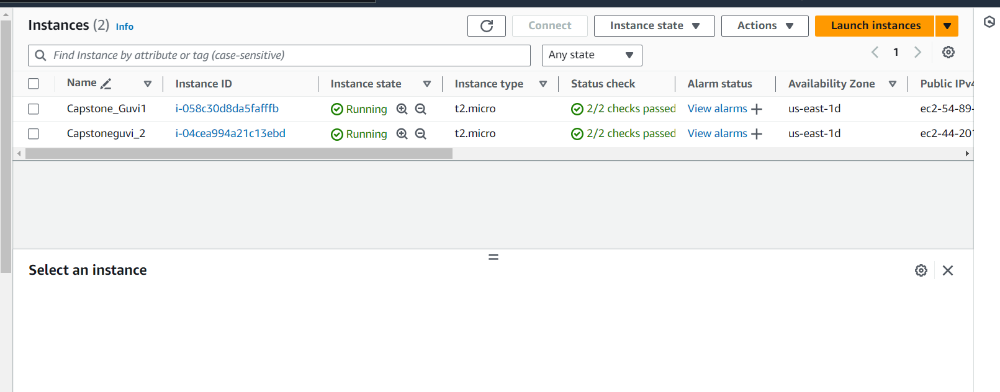 Instances (2) Info
Connect
Instance state
Actions
Launch instances
Find Instance by attribute or tag (case-sensitive)
Any state
1
Name Instance ID Instance state Instance type Status check Alarm status Availability Zone Public IPv4
Capstone_Guvi1 i-058c30d8da5fafffb Running t2.micro 2/2 checks passed View alarms us-east-1d ec2-54-89-
Capstoneguvi_2 i-04cea994a21c13ebd Running t2.micro 2/2 checks passed View alarms us-east-1d ec2-44-201
Select an instance